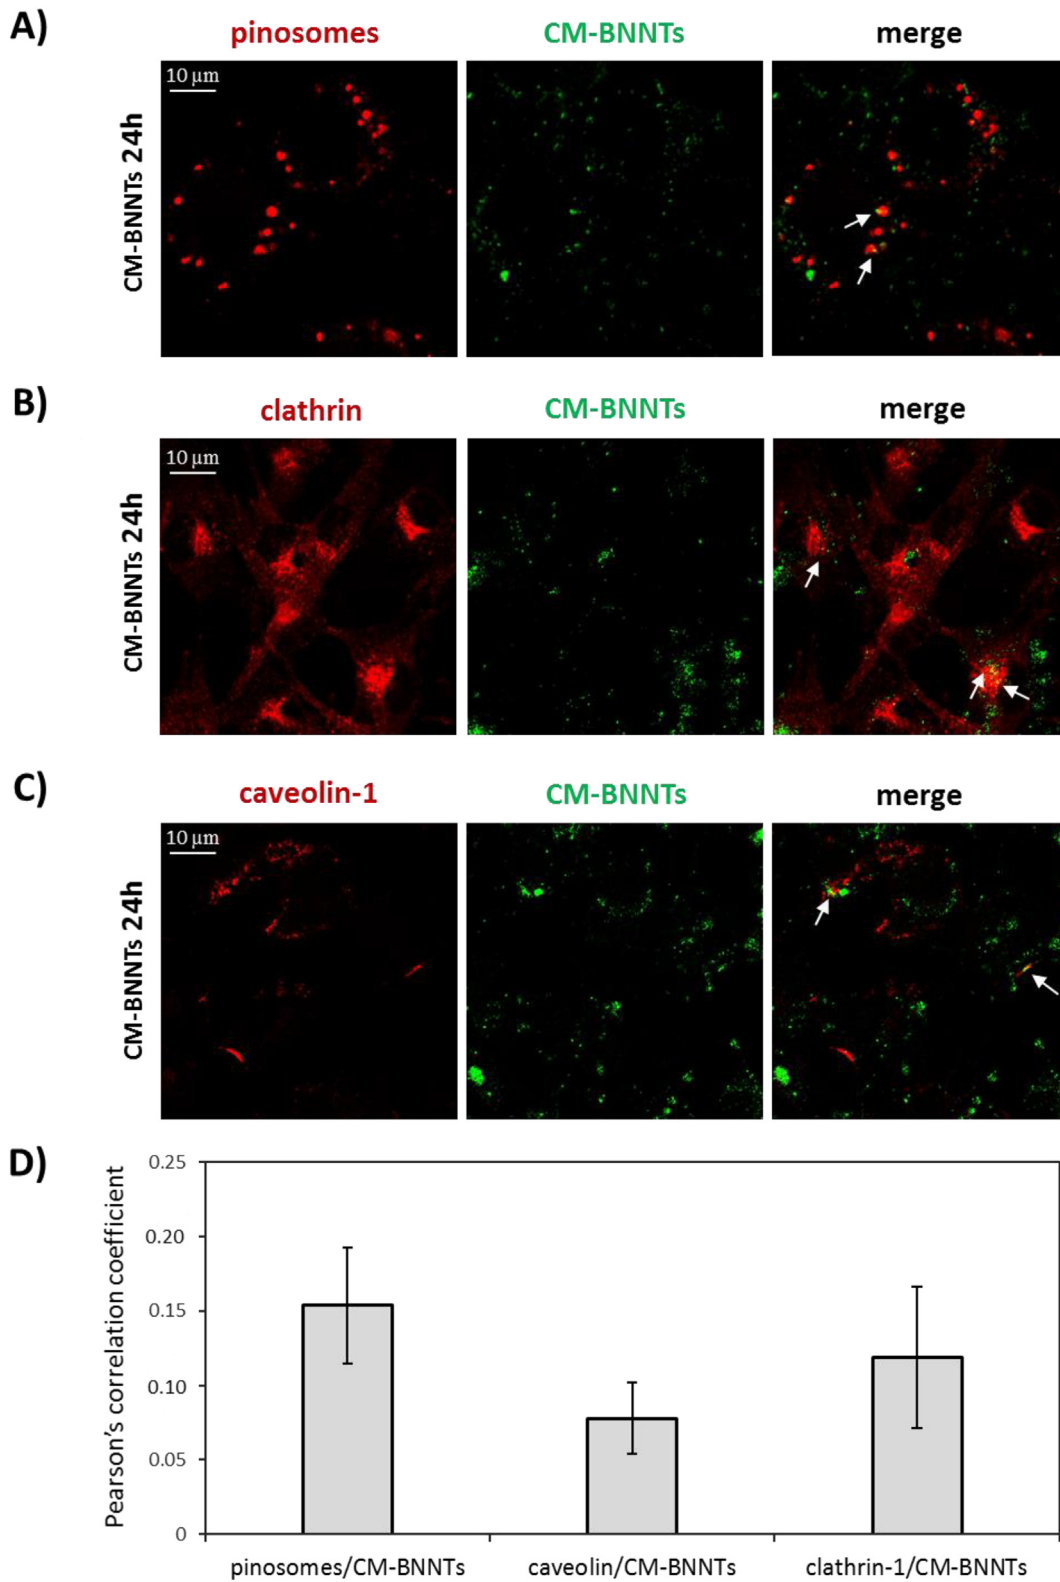 A)
pinosomes CM-BNNTs merge
10 μm
CM-BNNTs 24h
B)
clathrin CM-BNNTs merge
10 μm
CM-BNNTs 24h
C)
caveolin-1 CM-BNNTs merge
10 μm
CM-BNNTs 24h
D)
Pearson's correlation coefficient
0.25
0.20
0.15
0.10
0.05
0
pinosomes/CM-BNNTs caveolin/CM-BNNTs clathrin-1/CM-BNNTs